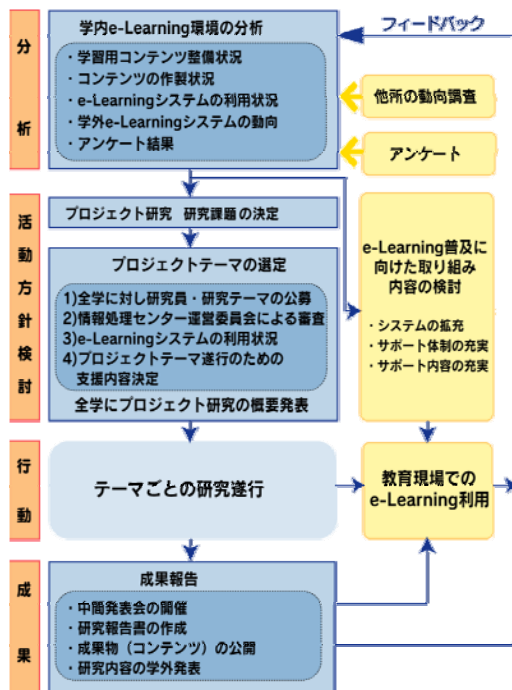 分析
学内e-Learning環境の分析
・学習用コンテンツ整備状況
・コンテンツの作製状況
・e-Learningシステムの利用状況
・学外e-Learningシステムの動向
・アンケート結果
フィードバック
他所の動向調査
アンケート
活動方針検討
プロジェクト研究 研究課題の決定
プロジェクトテーマの選定
1)全学に対し研究員・研究テーマの公募
2)情報処理センター運営委員会による審査
3)e-Learningシステムの利用状況
4)プロジェクトテーマ遂行のための
支援内容決定
全学にプロジェクト研究の概要発表
e-Learning普及に
向けた取り組み
内容の検討
・システムの拡充
・サポート体制の充実
・サポート内容の充実
行動
テーマごとの研究遂行
教育現場での
e-Learning利用
成果
成果報告
・中間発表会の開催
・研究報告書の作成
・成果物（コンテンツ）の公開
・研究内容の学外発表